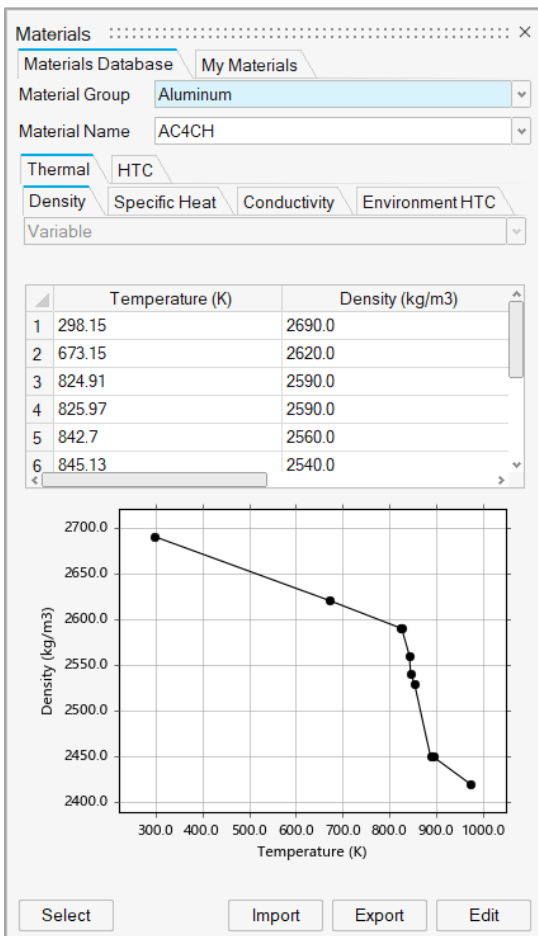 Materials
Materials Database My Materials
Material Group Aluminum
Material Name AC4CH
Thermal HTC
Density Specific Heat Conductivity Environment HTC
Variable
Temperature (K) Density (kg/m3)
1 298.15 2690.0
2 673.15 2620.0
3 824.91 2590.0
4 825.97 2590.0
5 842.7 2560.0
6 845.13 2540.0
2700.0
2650.0
2600.0
2550.0
2500.0
2450.0
2400.0
Density (kg/m3)
300.0 400.0 500.0 600.0 700.0 800.0 900.0 1000.0
Temperature (K)
Select Import Export Edit